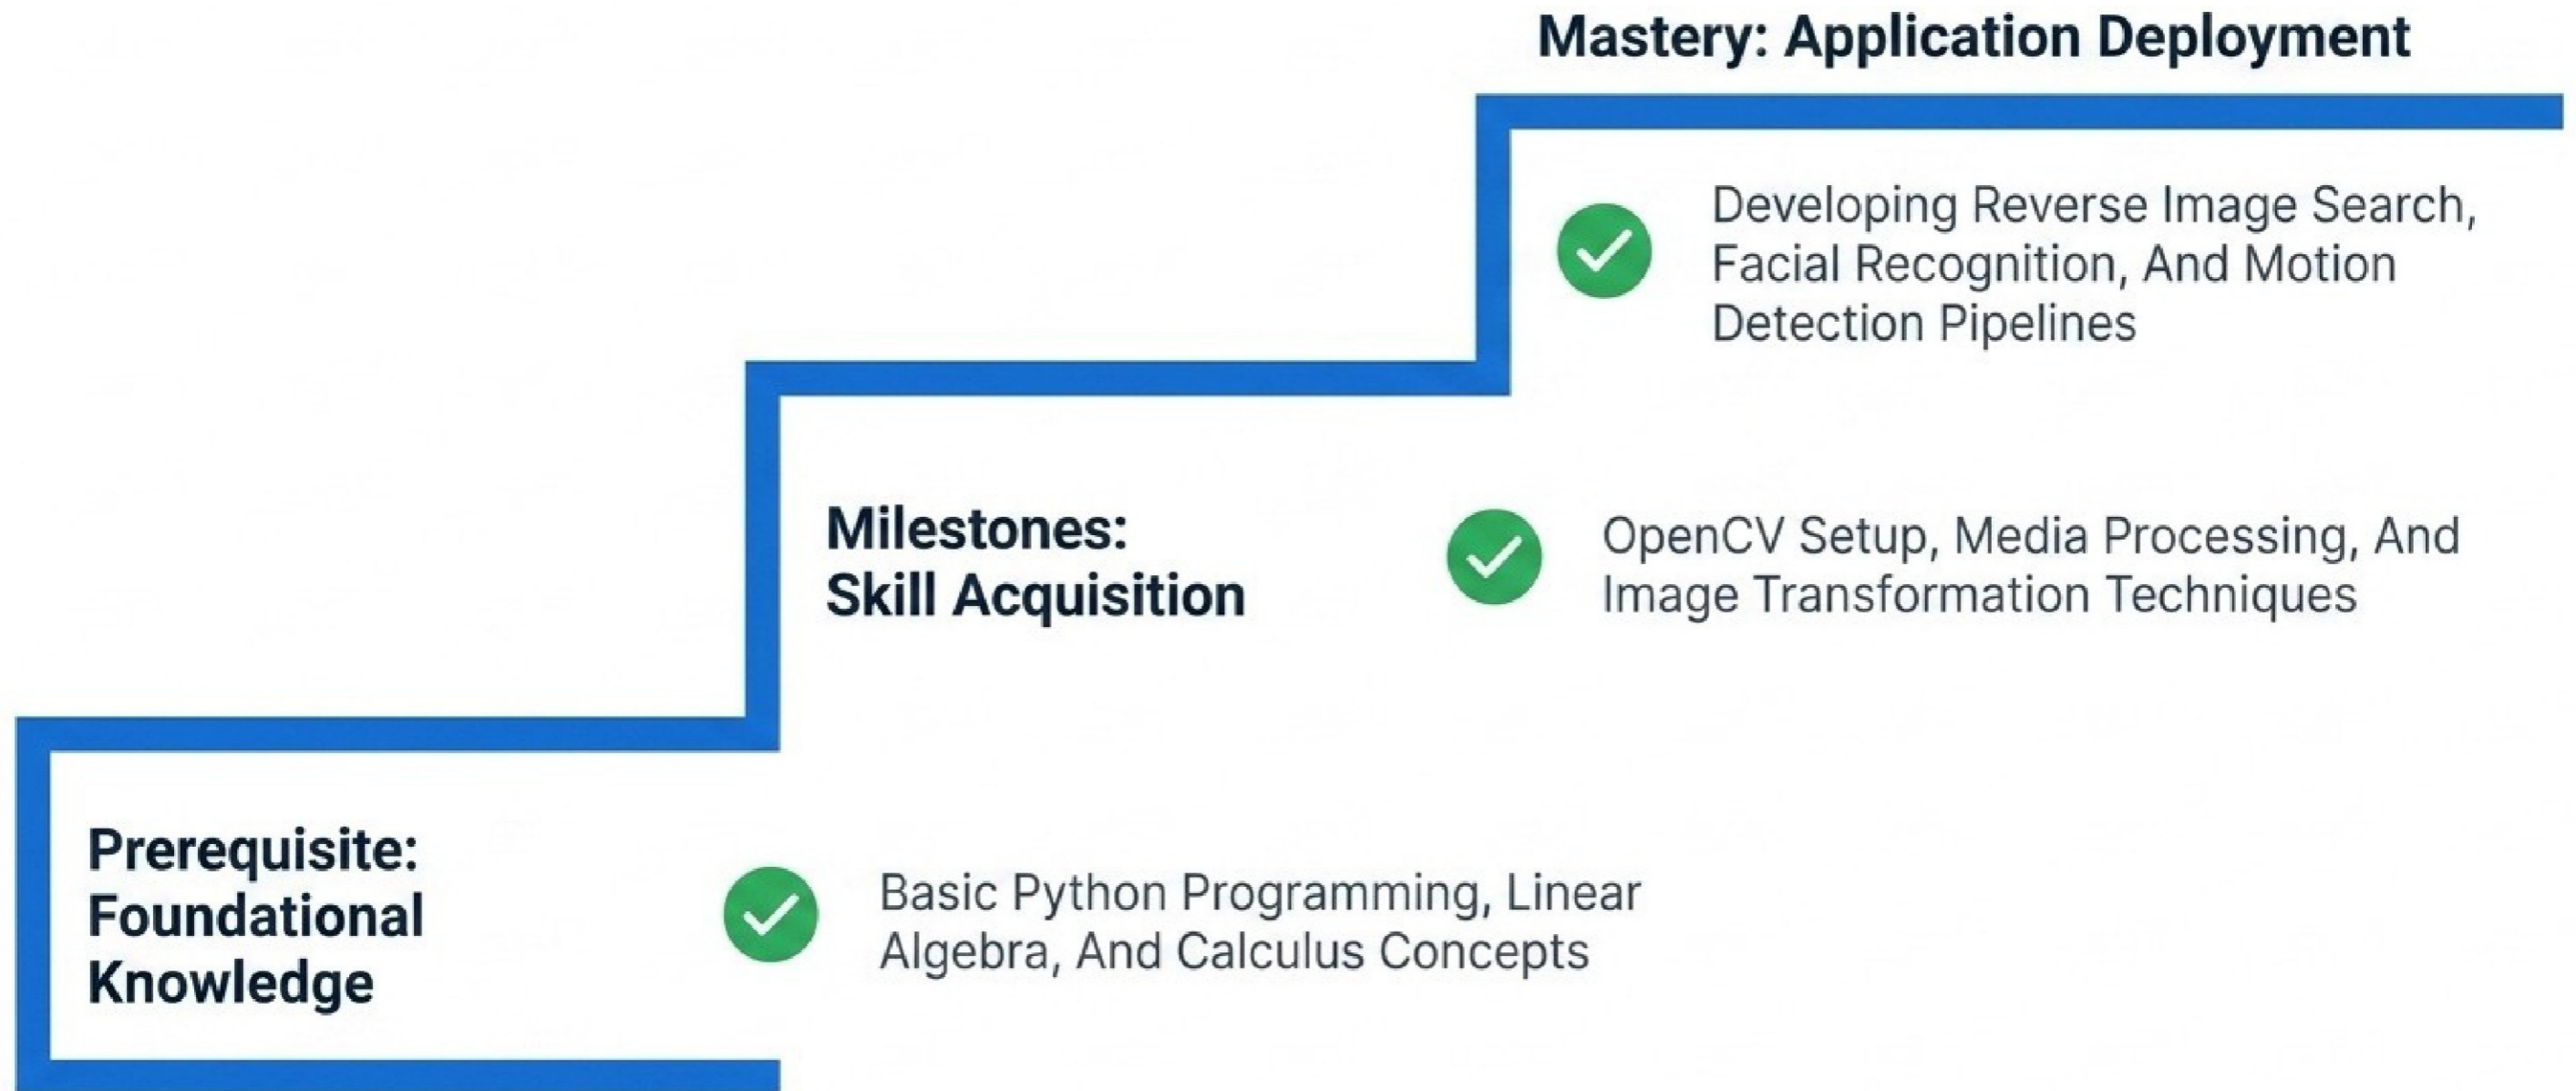 Mastery: Application Deployment
Developing Reverse Image Search,
Facial Recognition, And Motion
Detection Pipelines
Milestones:
Skill Acquisition
OpenCV Setup, Media Processing, And
Image Transformation Techniques
Prerequisite:
Foundational
Knowledge
Basic Python Programming, Linear
Algebra, And Calculus Concepts